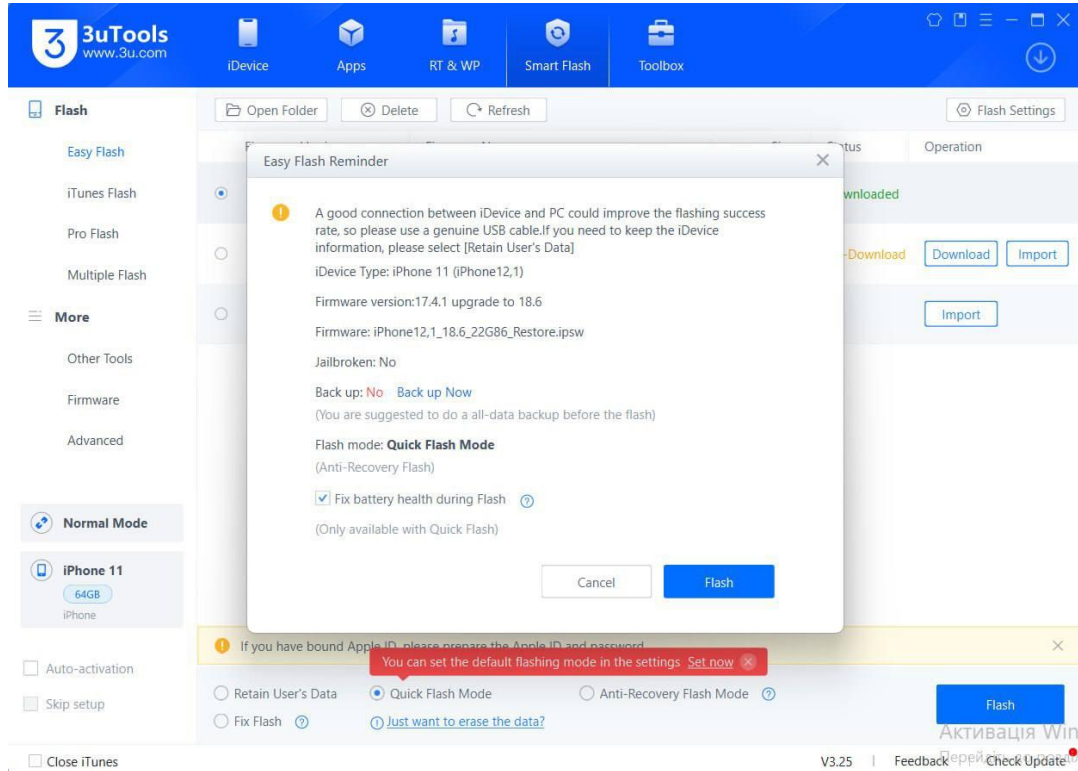 3uTools
www.3u.com
iDevice
Apps
RT & WP
Smart Flash
Toolbox
Flash
Open Folder
Delete
Refresh
Flash Settings
Easy Flash
Operation
Easy Flash Reminder
iTunes Flash
Pro Flash
Multiple Flash
More
Other Tools
Firmware
Advanced
Normal Mode
iPhone 11
64GB
iPhone
A good connection between iDevice and PC could improve the flashing success
rate, so please use a genuine USB cable.If you need to keep the iDevice
information, please select [Retain User's Data]
iDevice Type: iPhone 11 (iPhone12,1)
Firmware version:17.4.1 upgrade to 18.6
Firmware: iPhone12,1_18.6_22G86_Restore.ipsw
Jailbroken: No
Back up: No Back up Now
(You are suggested to do a all-data backup before the flash)
Flash mode: Quick Flash Mode
(Anti-Recovery Flash)
Fix battery health during Flash
(Only available with Quick Flash)
Cancel
Flash
wnloaded
-Download
Download
Import
Import
If you have bound Apple ID, please prepare the Apple ID and password
You can set the default flashing mode in the settings Set now
Auto-activation
Skip setup
Retain User's Data
Quick Flash Mode
Anti-Recovery Flash Mode
Fix Flash
Just want to erase the data?
Flash
Активація Win
Close iTunes
V3.25
Feedback
Check Update